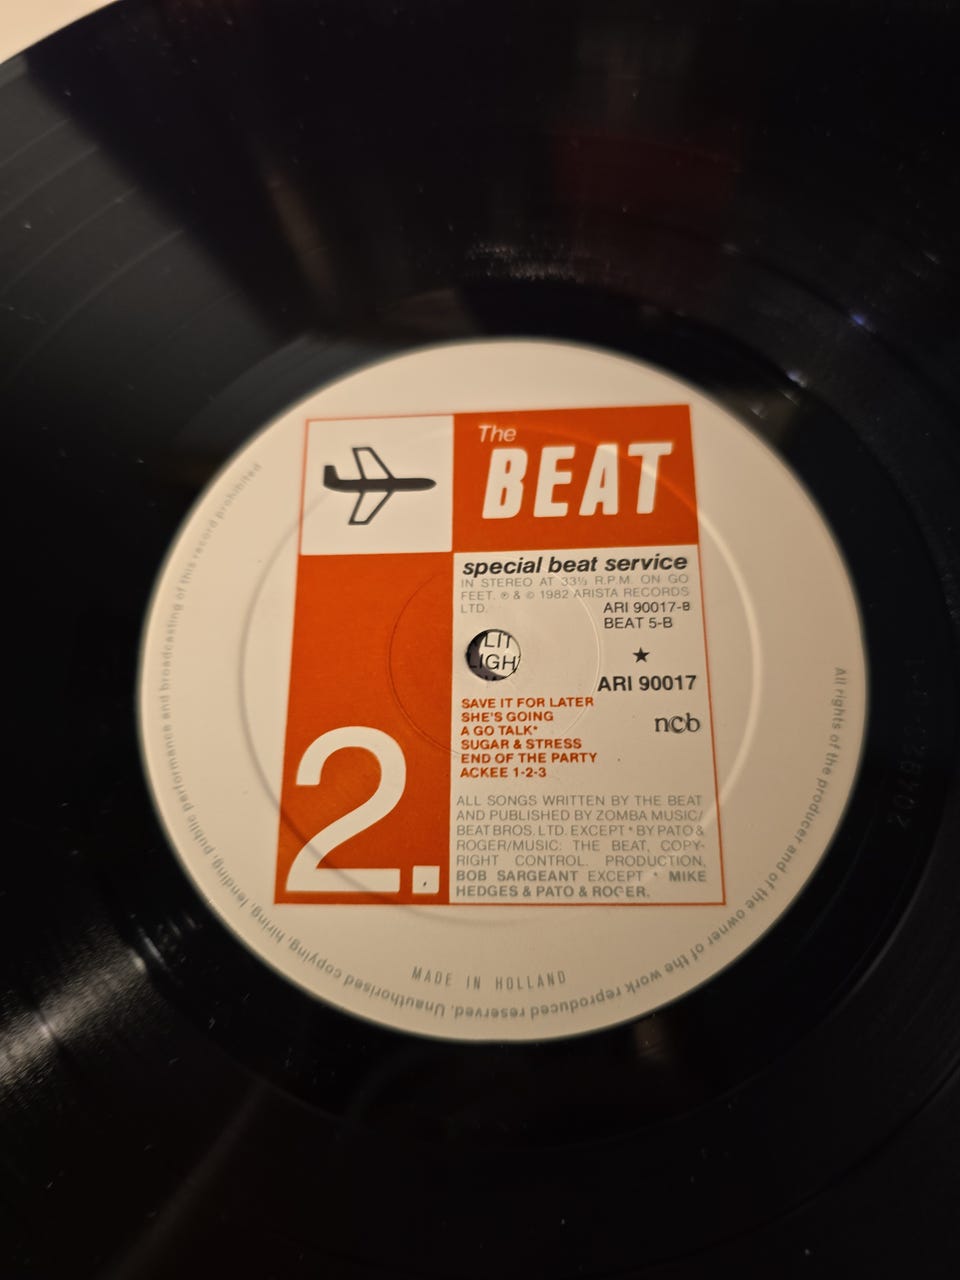 The
BEAT
special beat service
IN STEREO AT 33⅓ R.P.M. ON GO
FEET. ℗ & © 1982 ARISTA RECORDS
LTD.
ARI 90017-B
BEAT 5-B
★
ARI 90017
ncb
LIT
LIGH
SAVE IT FOR LATER
SHE'S GOING
A GO TALK*
SUGAR & STRESS
END OF THE PARTY
ACKEE 1-2-3
ALL SONGS WRITTEN BY THE BEAT
AND PUBLISHED BY ZOMBA MUSIC/
BEAT BROS. LTD. EXCEPT * BY PATO &
ROGER/MUSIC: THE BEAT, COPY-
RIGHT CONTROL. PRODUCTION,
BOB SARGEANT EXCEPT * MIKE
HEDGES & PATO & ROGER.
2.
MADE IN HOLLAND
All rights of the producer and of the owner of the work reproduced reserved. Unauthorised copying, hiring, lending, public performance and broadcasting of this record prohibited